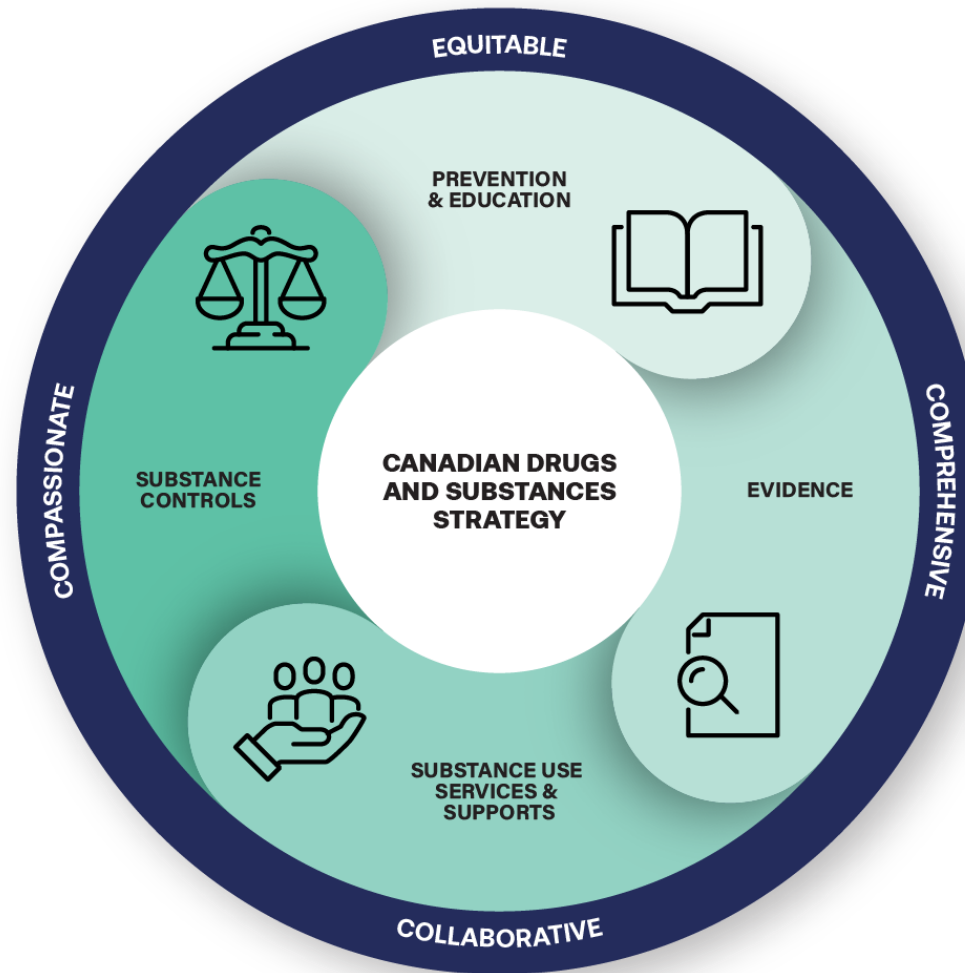 EQUITABLE
PREVENTION
& EDUCATION
COMPASSIONATE
SUBSTANCE
CONTROLS
CANADIAN DRUGS
AND SUBSTANCES
STRATEGY
EVIDENCE
COMPREHENSIVE
SUBSTANCE USE
SERVICES &
SUPPORTS
COLLABORATIVE